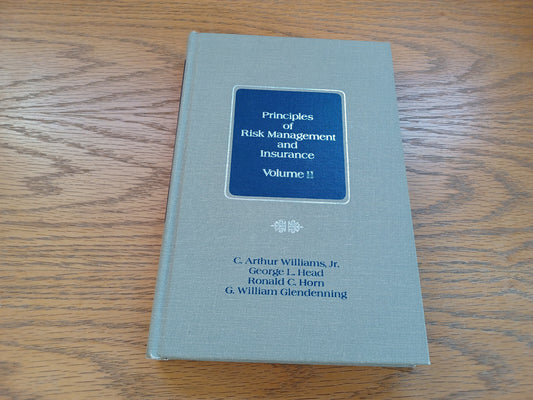 Principles
of
Risk Management
and
Insurance
Volume II
C. Arthur Williams, Jr.
George L. Head
Ronald C. Horn
G. William Glendenning